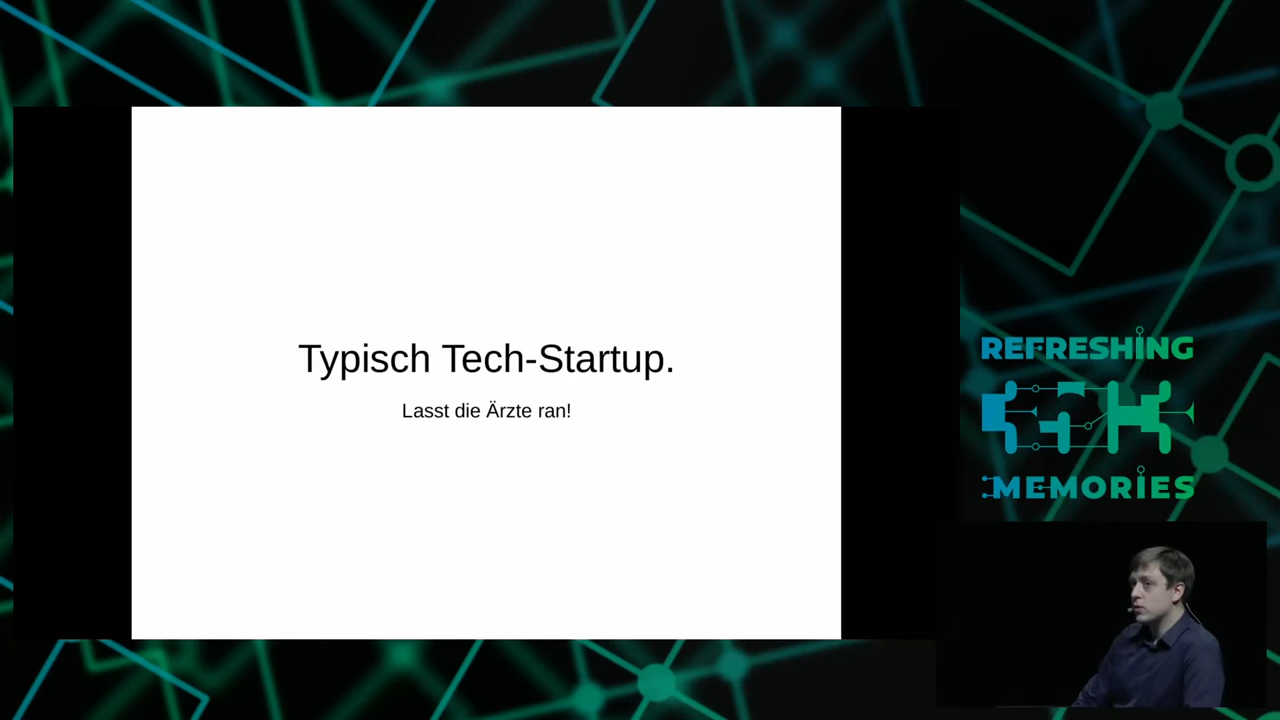 Typisch Tech-Startup.
Lasst die Ärzte ran!
REFRESHING
MEMORIES